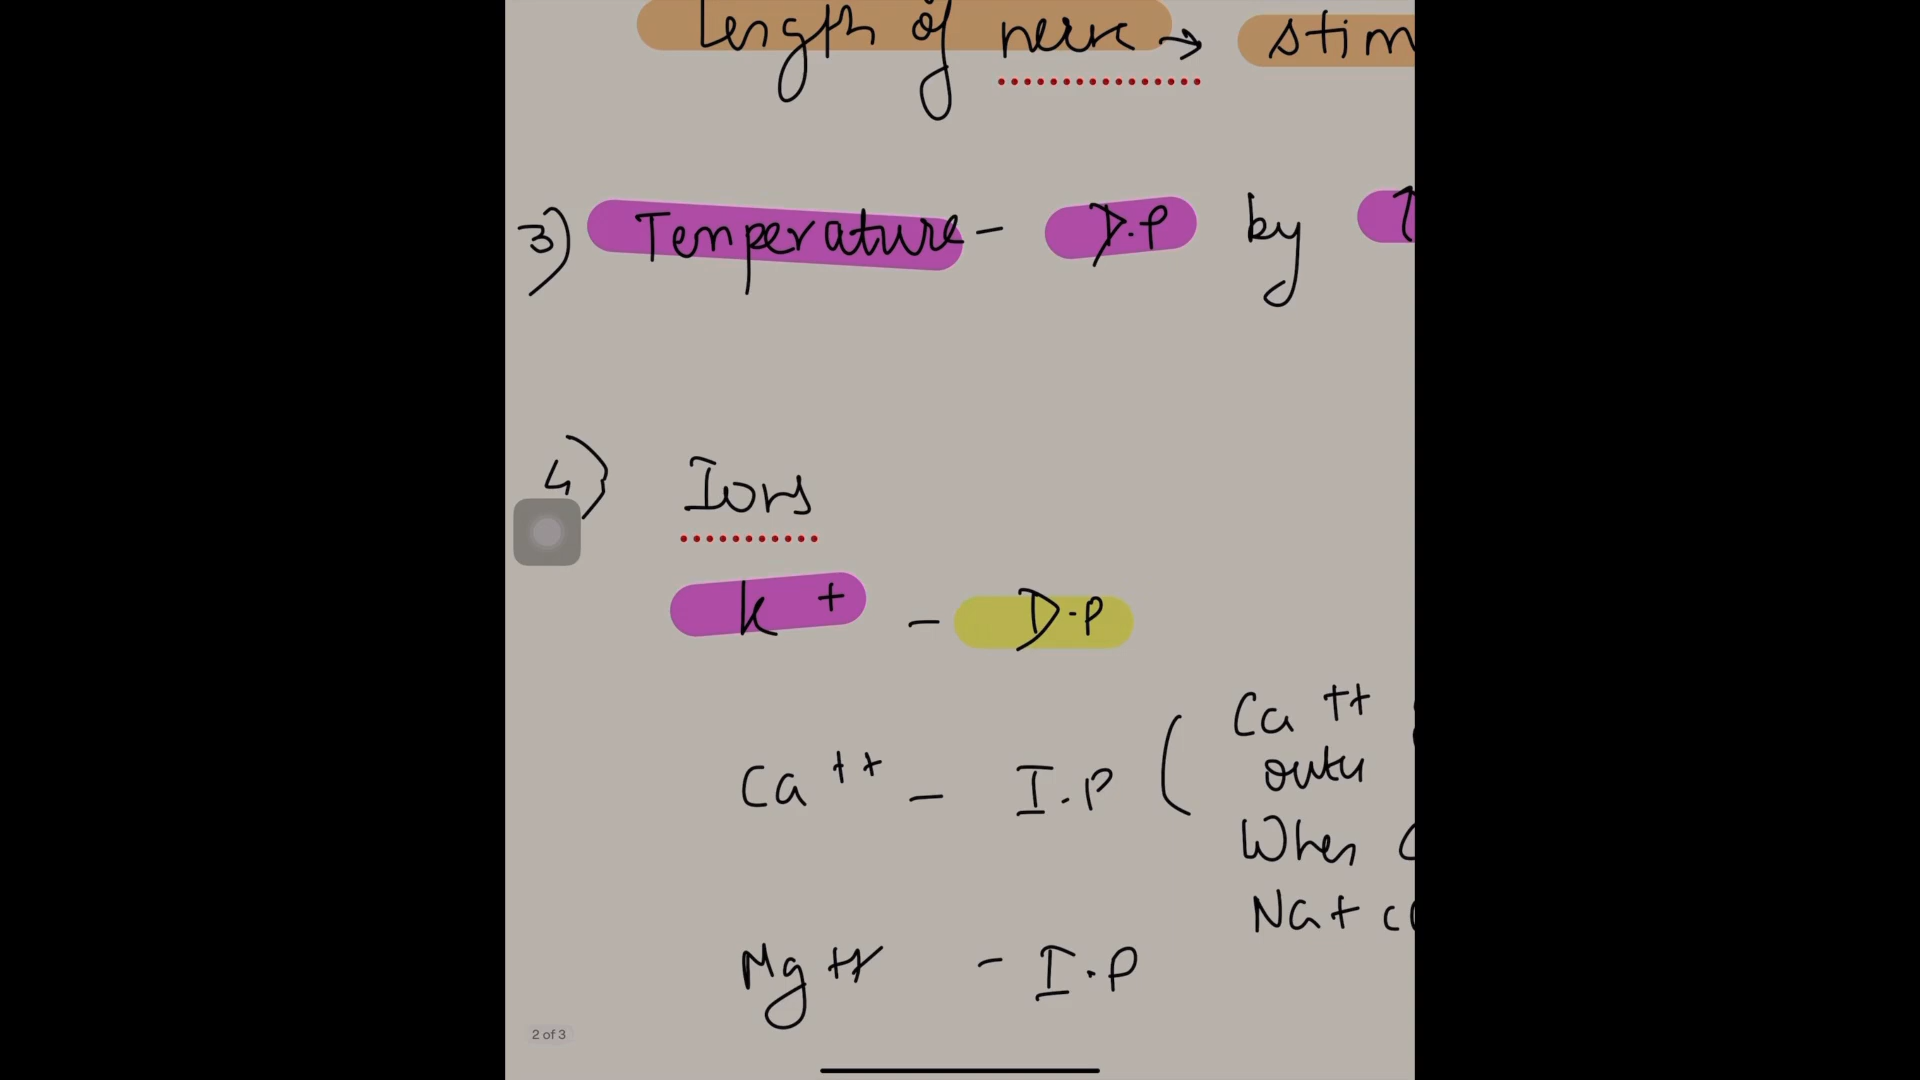 length of nerve → stim
3) Temperature - D.P by
4) Ions
K + - D.P
Ca ++ - I.P ( Ca ++
outer
When
Na+ c
Mg ++ - I.P
2 of 3